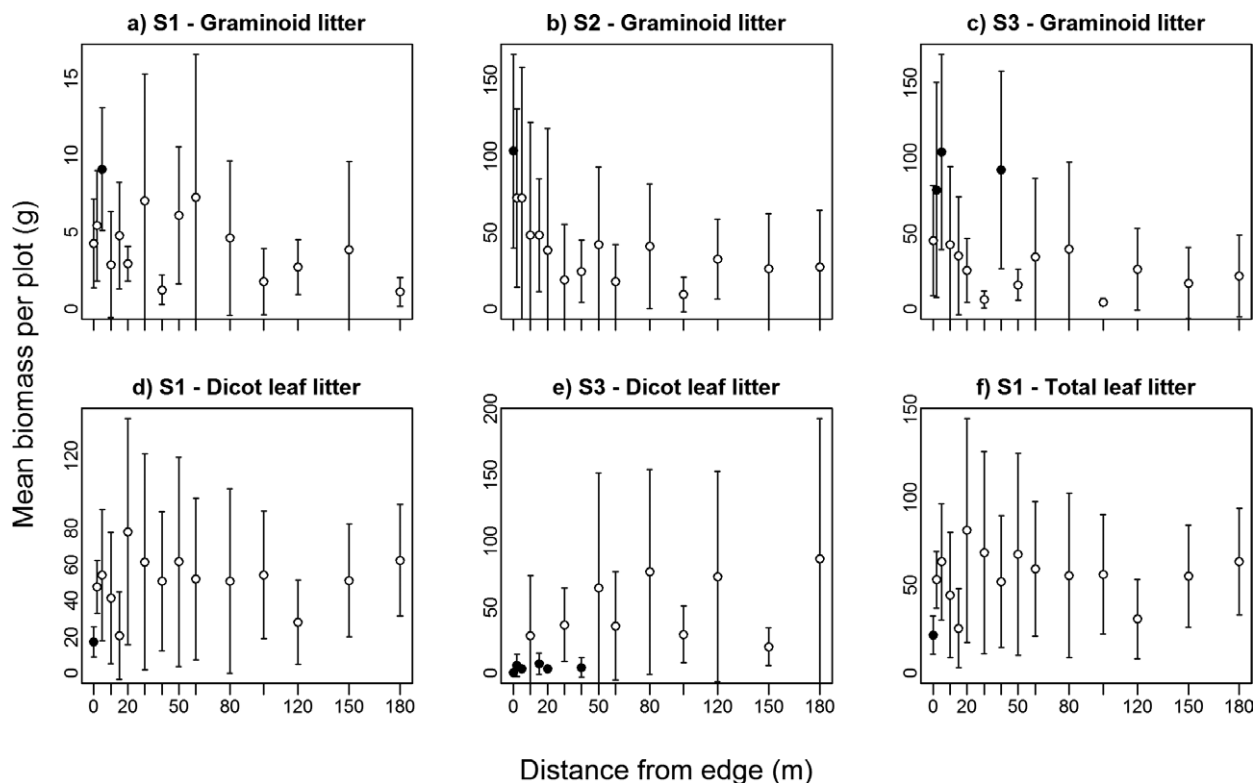 a) S1 - Graminoid litter
b) S2 - Graminoid litter
c) S3 - Graminoid litter
15
10
5
0
150
100
50
0
150
100
50
0
Mean biomass per plot (g)
d) S1 - Dicot leaf litter
e) S3 - Dicot leaf litter
f) S1 - Total leaf litter
120
80
60
40
20
0
200
150
100
50
0
150
100
50
0
0 20 50 80 120 150 180
0 20 50 80 120 150 180
0 20 50 80 120 150 180
Distance from edge (m)